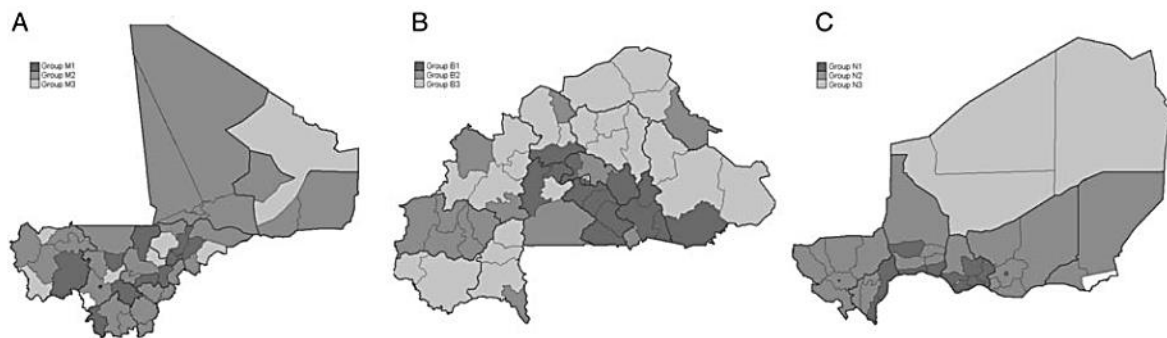 A
Group M1
Group M2
Group M3
B
Group B1
Group B2
Group B3
C
Group N1
Group N2
Group N3